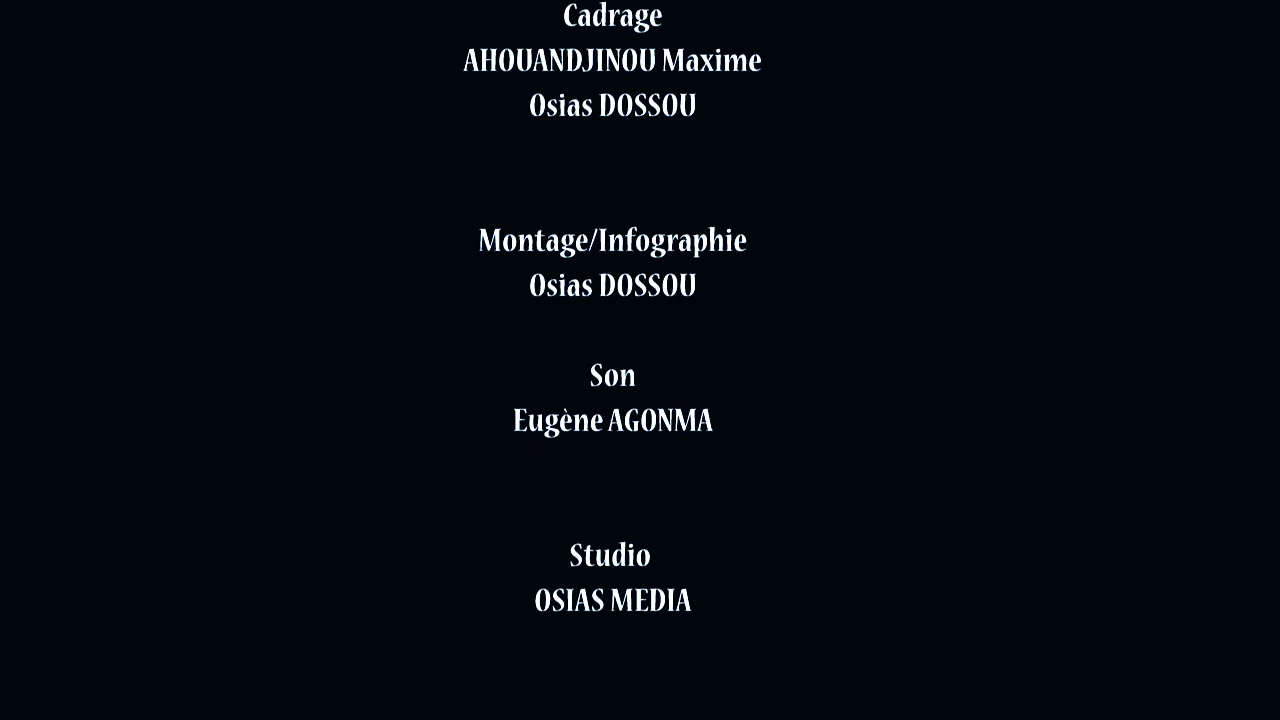 Cadrage
AHOUANDJINOU Maxime
Osias DOSSOU
Montage/Infographie
Osias DOSSOU
Son
Eugène AGONMA
Studio
OSIAS MEDIA